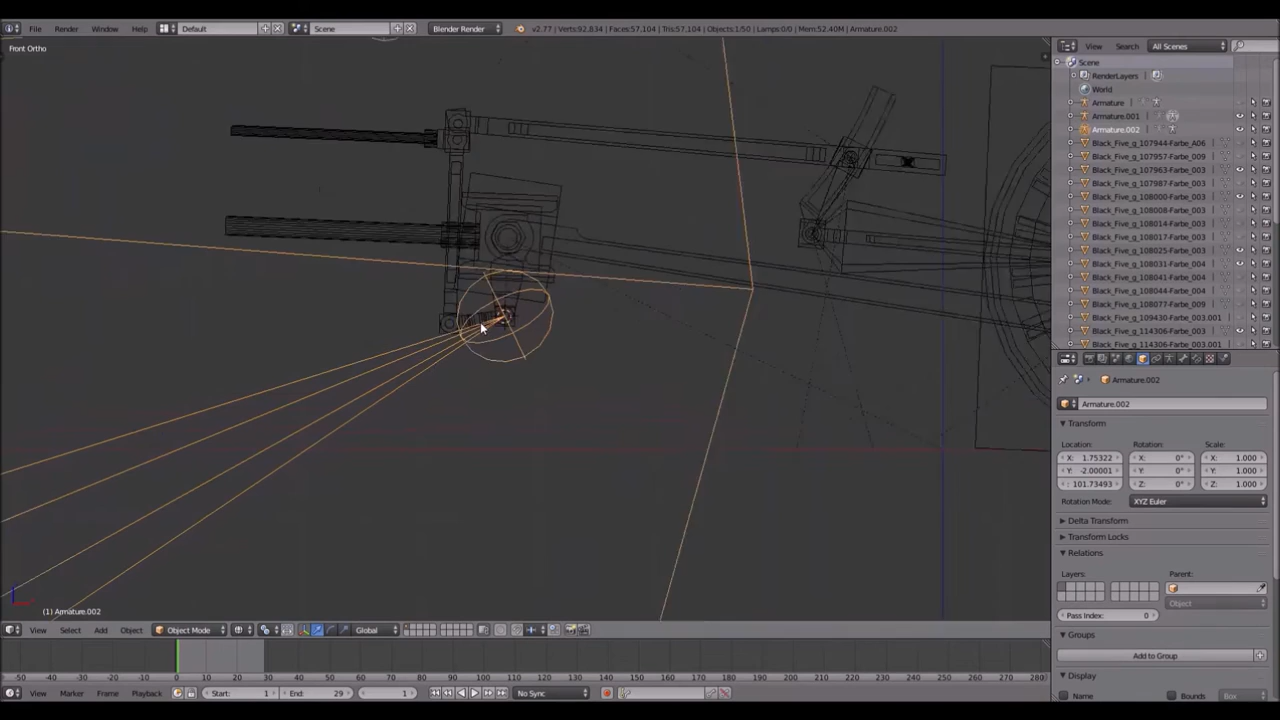 File Render Window Help Default Scene Blender Render v2.77 | Verts:92,834 | Faces:57,104 | Tris:57,104 | Objects:1/50 | Lamps:0/0 | Mem:52.40M | Armature.002
Front Ortho
View Search All Scenes
Scene
RenderLayers
World
Armature
Armature.001
Armature.002
Black_Five_g_107944-Farbe_A06
Black_Five_g_107957-Farbe_009
Black_Five_g_107963-Farbe_003
Black_Five_g_107987-Farbe_003
Black_Five_g_108000-Farbe_003
Black_Five_g_108008-Farbe_003
Black_Five_g_108014-Farbe_003
Black_Five_g_108017-Farbe_003
Black_Five_g_108025-Farbe_003
Black_Five_g_108031-Farbe_004
Black_Five_g_108041-Farbe_004
Black_Five_g_108044-Farbe_004
Black_Five_g_108077-Farbe_009
Black_Five_g_109430-Farbe_003.001
Black_Five_g_114306-Farbe_003
Black_Five_g_114306-Farbe_003.001
Armature.002
Armature.002
Transform
Location: Rotation: Scale:
X: 1.75322 X: 0° X: 1.000
Y: -2.00001 Y: 0° Y: 1.000
: 101.73493 Z: 0° Z: 1.000
Rotation Mode: XYZ Euler
Delta Transform
Transform Locks
Relations
Layers: Parent:
Object
Pass Index: 0
Groups
Add to Group
Display
Name Bounds Box
(1) Armature.002
View Select Add Object Object Mode Global
-50 -40 -30 -20 -10 0 10 20 30 40 50 60 70 80 90 100 110 120 130 140 150 160 170 180 190 200 210 220 230 240 250 260 270 280
View Marker Frame Playback Start: 1 End: 29 1 No Sync